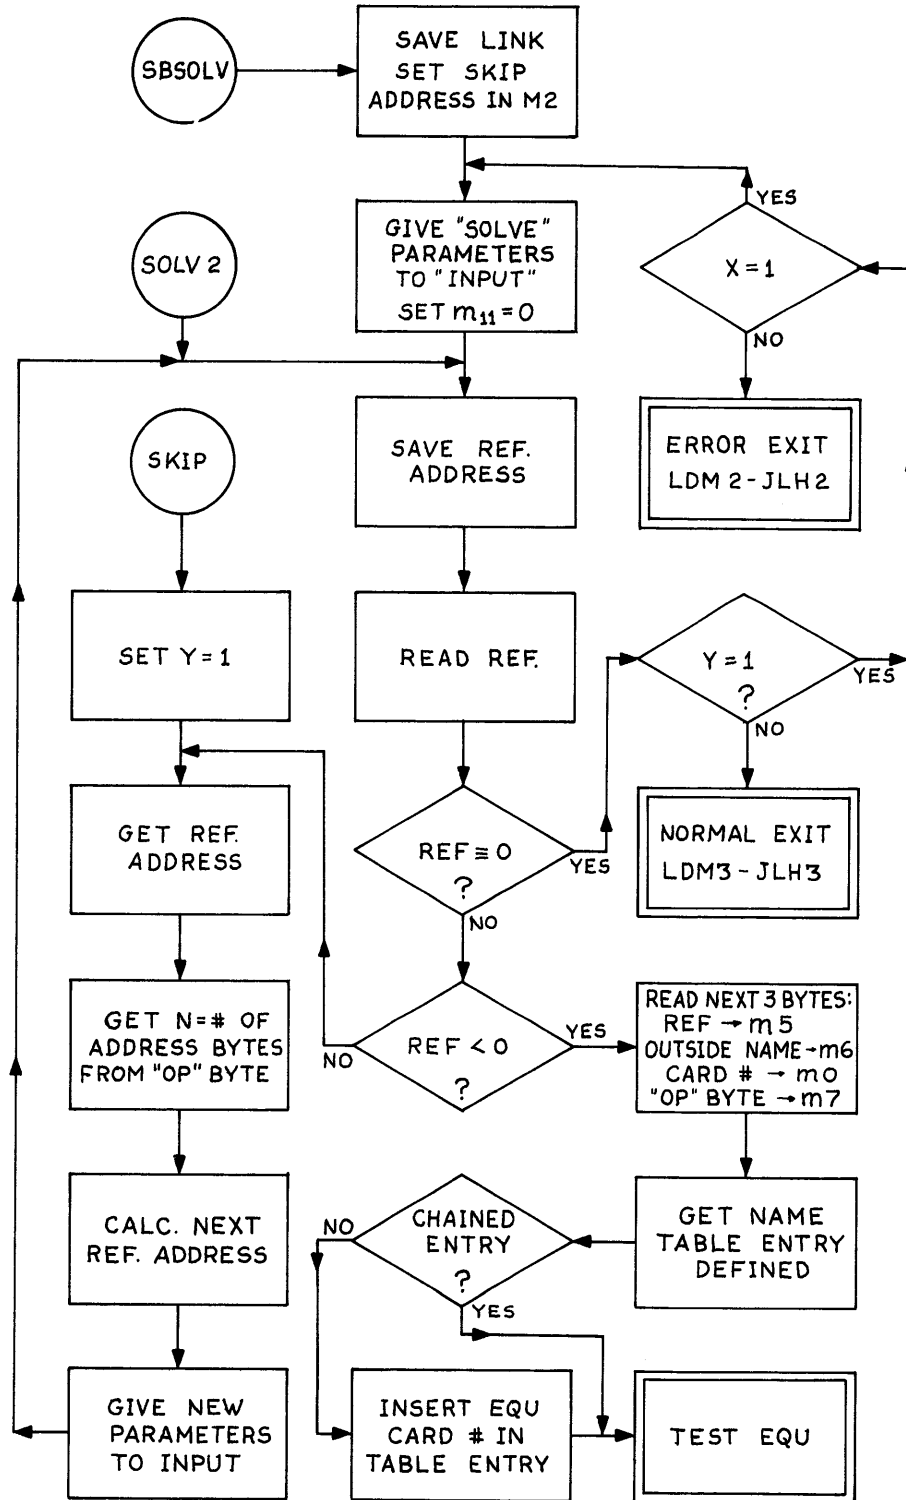 SBSOLV
SAVE LINK
SET SKIP
ADDRESS IN M2
YES
GIVE "SOLVE"
PARAMETERS
TO "INPUT"
SET m11=0
X=1
NO
SOLV 2
SAVE REF.
ADDRESS
ERROR EXIT
LDM 2-JLH2
SKIP
SET Y=1
READ REF.
Y=1
?
YES
NO
GET REF.
ADDRESS
REF≡0
?
YES
NO
NORMAL EXIT
LDM3-JLH3
GET N=# OF
ADDRESS BYTES
FROM "OP" BYTE
REF<0
?
NO
YES
READ NEXT 3 BYTES:
REF→m5
OUTSIDE NAME→m6
CARD # → m0
"OP" BYTE →m7
CALC. NEXT
REF. ADDRESS
NO
CHAINED
ENTRY
?
YES
GET NAME
TABLE ENTRY
DEFINED
GIVE NEW
PARAMETERS
TO INPUT
INSERT EQU
CARD # IN
TABLE ENTRY
TEST EQU